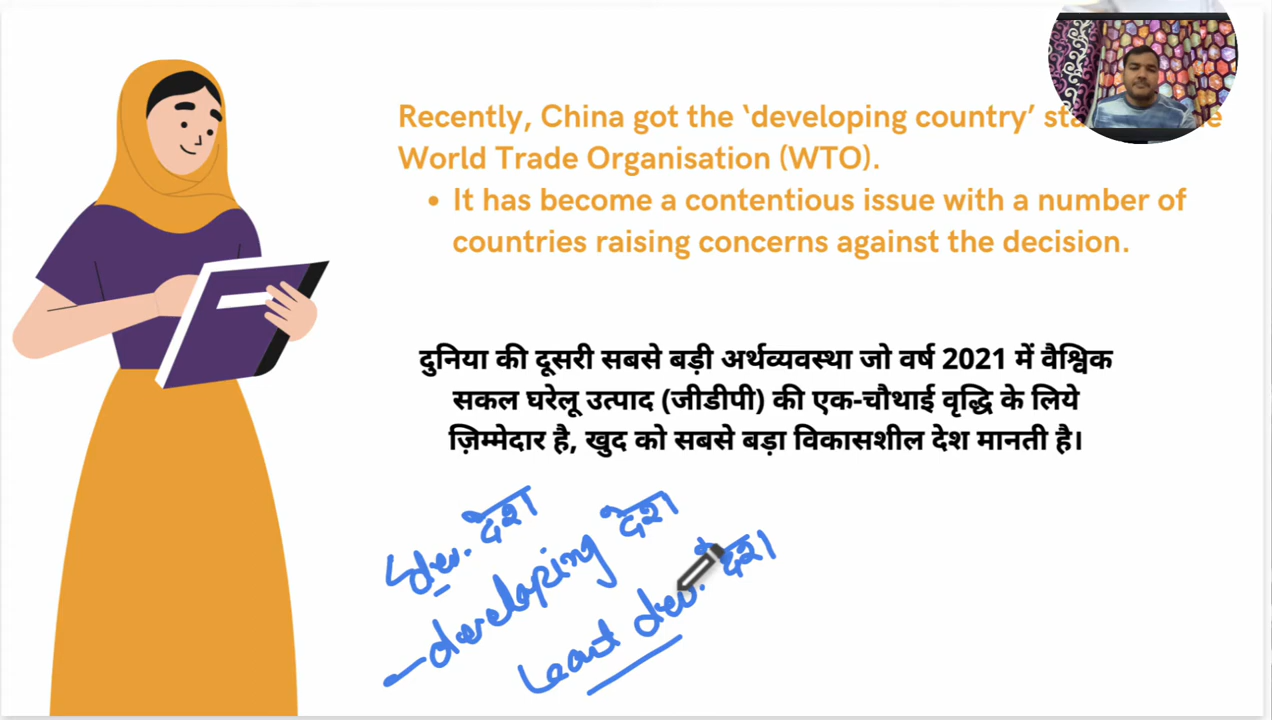 Recently, China got the ‘developing country’
World Trade Organisation (WTO).
• It has become a contentious issue with a number of
countries raising concerns against the decision.
दुनिया की दूसरी सबसे बड़ी अर्थव्यवस्था जो वर्ष 2021 में वैश्विक
सकल घरेलू उत्पाद (जीडीपी) की एक-चौथाई वृद्धि के लिये
ज़िम्मेदार है, खुद को सबसे बड़ा विकासशील देश मानती है।
dev. देश
developing देश
Least dev. देश